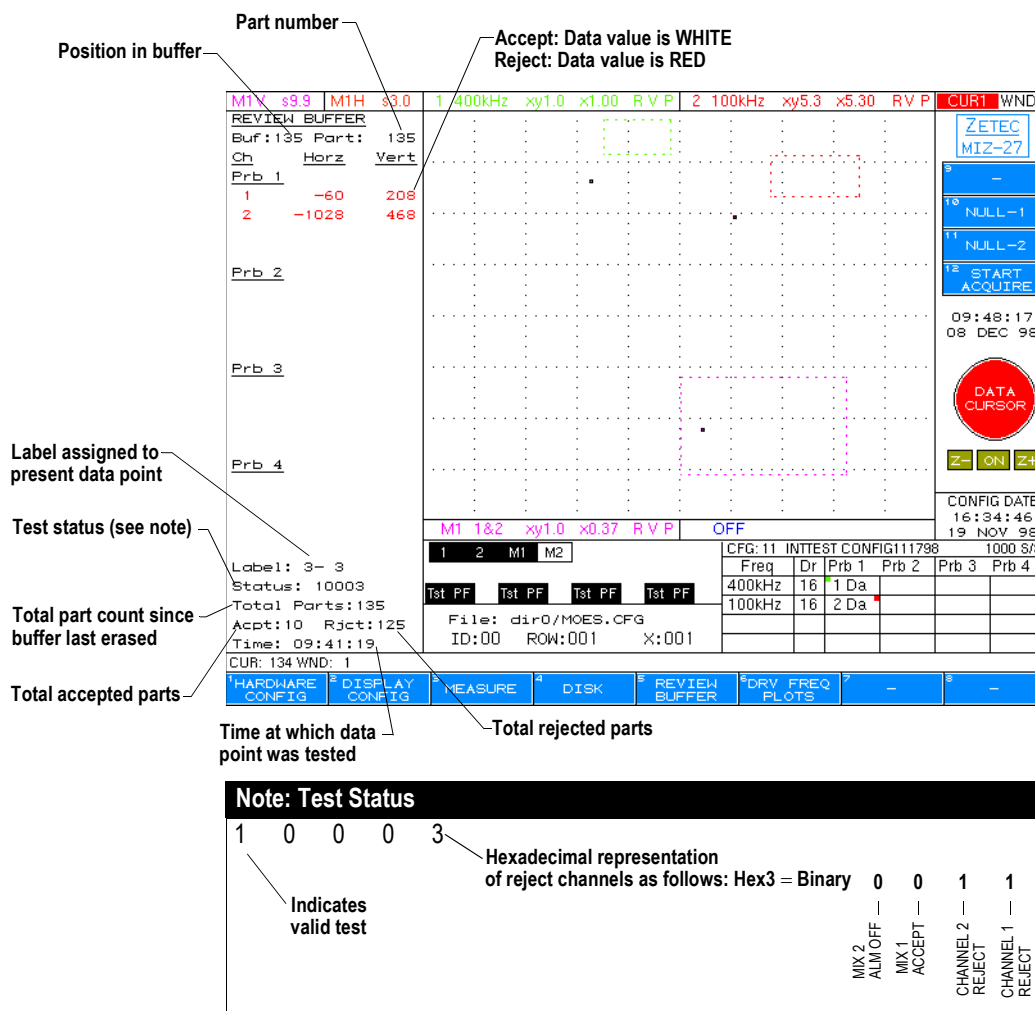 Part number
Position in buffer
Accept: Data value is WHITE
Reject: Data value is RED
M1V s9.9 M1H s3.0 1 400kHz xy1.0 x1.00 R V P 2 100kHz xy5.3 x5.30 R V P CUR1 WND
REVIEW BUFFER
Buf:135 Part: 135
Ch Horz Vert
Prb 1
1 -60 208
2 -1028 468
Prb 2
Prb 3
Prb 4
ZETEC
MIZ-27
9 -
10 NULL-1
11 NULL-2
12 START
ACQUIRE
09:48:17
08 DEC 98
DATA
CURSOR
Z- ON Z+
CONFIG DATE
16:34:46
19 NOV 98
Label assigned to
present data point
Test status (see note)
Total part count since
buffer last erased
Total accepted parts
Label: 3- 3
Status: 10003
Total Parts:135
Acpt:10 Rjct:125
Time: 09:41:19
M1 1&2 xy1.0 x0.37 R V P OFF
1 2 M1 M2
Tst PF Tst PF Tst PF Tst PF
File: dir0/MOES.CFG
ID:00 ROW:001 X:001
CFG: 11 INTTEST CONFIG111798 1000 S/
Freq Dr Prb 1 Prb 2 Prb 3 Prb 4
400kHz 16 1 Da
100kHz 16 2 Da
CUR: 134 WND: 1
1 HARDWARE CONFIG 2 DISPLAY CONFIG 3 MEASURE 4 DISK 5 REVIEW BUFFER 6 DRV FREQ PLOTS 7 - 8 -
Time at which data
point was tested
Total rejected parts
Note: Test Status
1 0 0 0 3
Hexadecimal representation
of reject channels as follows: Hex3 = Binary 0 0 1 1
Indicates
valid test
MIX 2
ALM OFF
MIX 1
ACCEPT
CHANNEL 2
REJECT
CHANNEL 1
REJECT